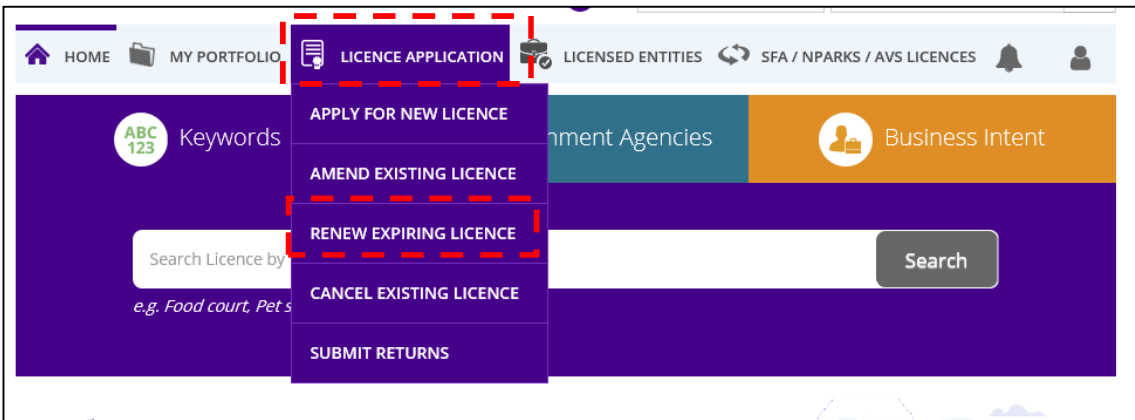 HOME MY PORTFOLIO LICENCE APPLICATION LICENSED ENTITIES SFA / NPARKS / AVS LICENCES
ABC
123
Keywords
Agencies
Business Intent
APPLY FOR NEW LICENCE
AMEND EXISTING LICENCE
RENEW EXPIRING LICENCE
CANCEL EXISTING LICENCE
SUBMIT RETURNS
Search Licence by
Search
e.g. Food court, Pet s